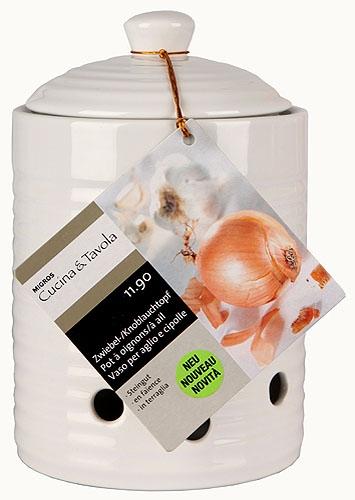 MIGROS
Cucina & Tavola
11.90
Zwiebel-/Knoblauchtopf
Pot à oignons/à ail
Vaso per aglio e cipolle
- Steingut
- en faïence
- in terraglia
NEU
NOUVEAU
NOVITÀ